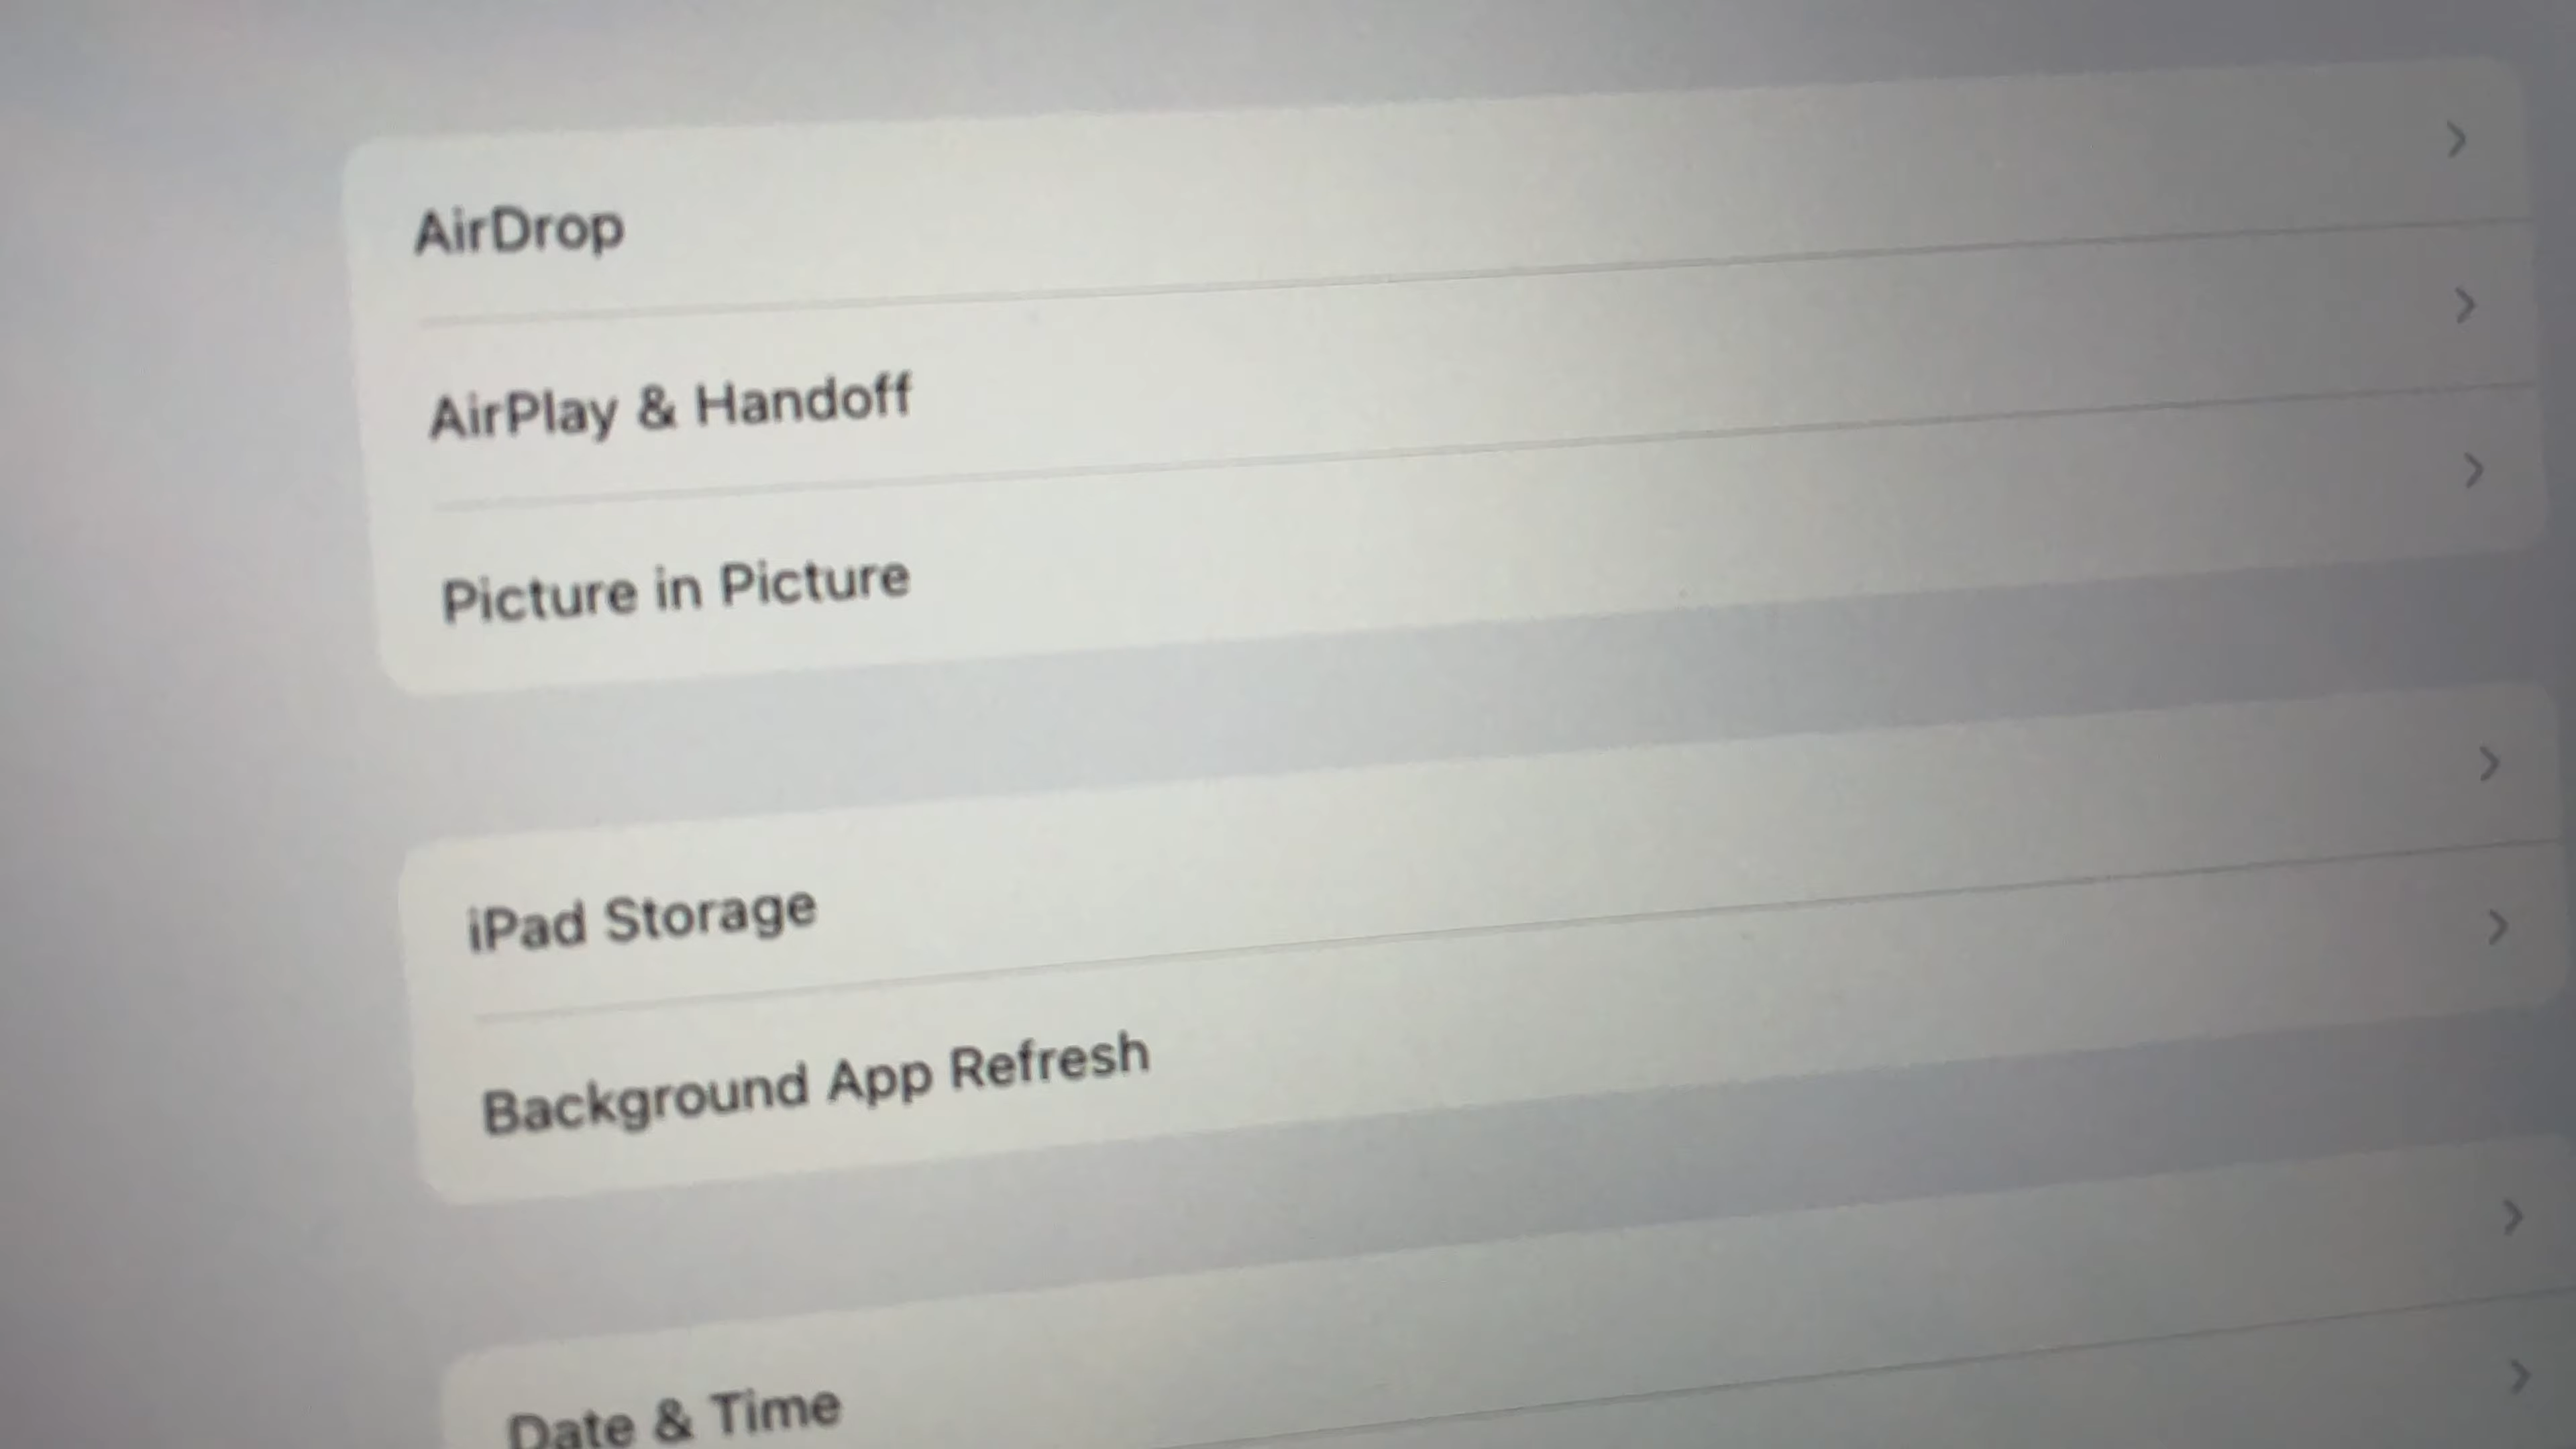 AirDrop
AirPlay & Handoff
Picture in Picture
iPad Storage
Background App Refresh
Date & Time